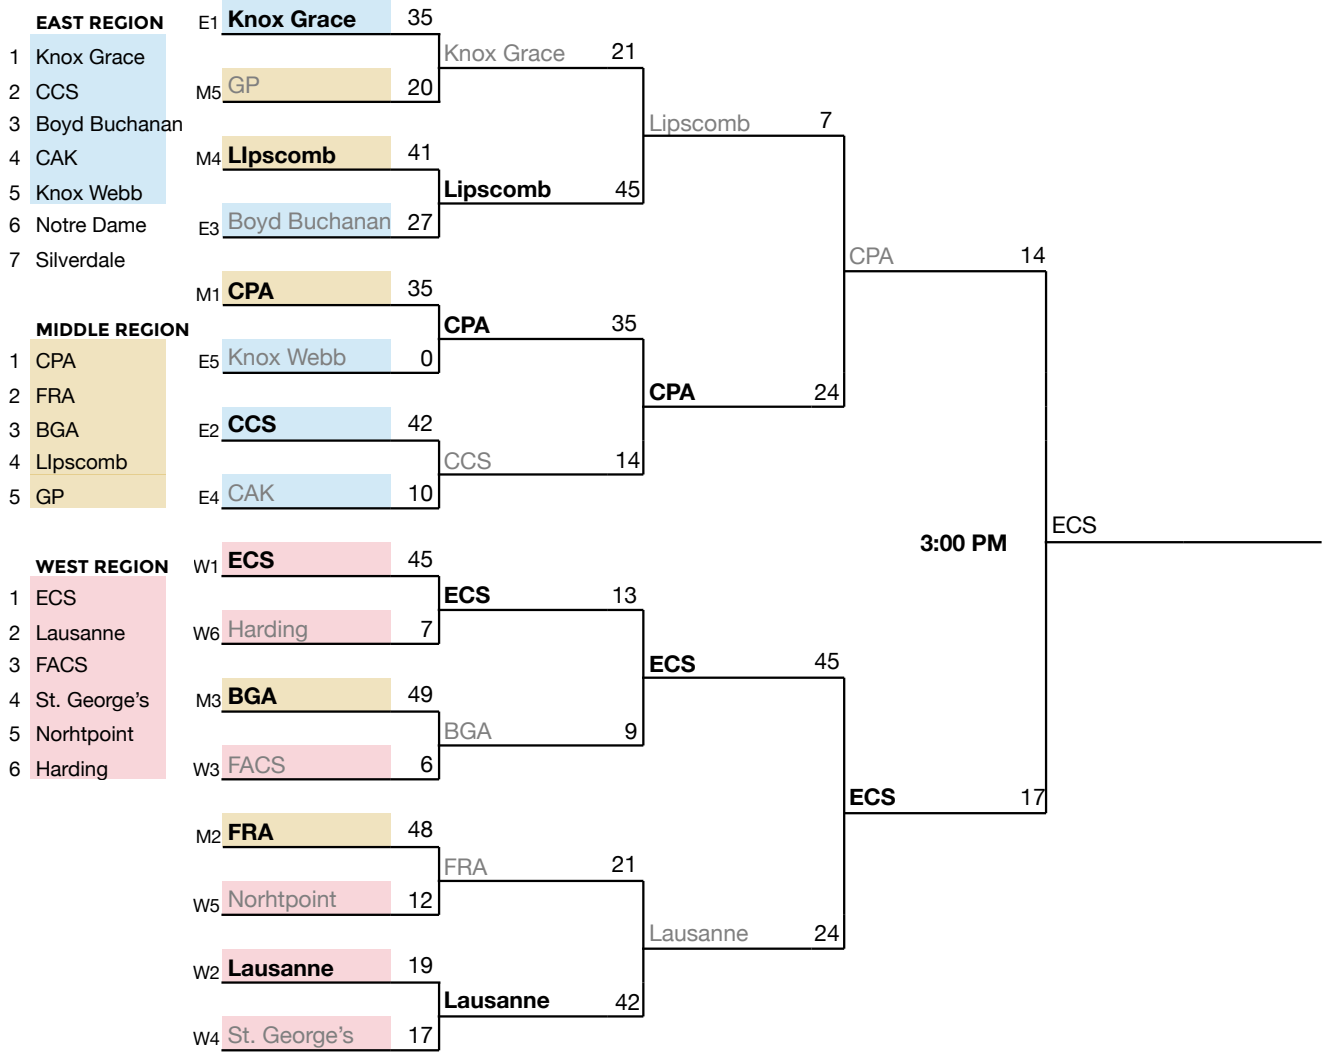 EAST REGION
1 Knox Grace
2 CCS
3 Boyd Buchanan
4 CAK
5 Knox Webb
6 Notre Dame
7 Silverdale
MIDDLE REGION
1 CPA
2 FRA
3 BGA
4 LIpscomb
5 GP
WEST REGION
1 ECS
2 Lausanne
3 FACS
4 St. George’s
5 Norhtpoint
6 Harding
E1 Knox Grace 35
M5 GP 20
M4 LIpscomb 41
E3 Boyd Buchanan 27
M1 CPA 35
E5 Knox Webb 0
E2 CCS 42
E4 CAK 10
W1 ECS 45
W6 Harding 7
M3 BGA 49
W3 FACS 6
M2 FRA 48
W5 Norhtpoint 12
W2 Lausanne 19
W4 St. George’s 17
Knox Grace 21
Lipscomb 45
CPA 35
CCS 14
ECS 13
BGA 9
FRA 21
Lausanne 42
Lipscomb 7
CPA 24
ECS 45
Lausanne 24
CPA 14
ECS 17
3:00 PM
ECS